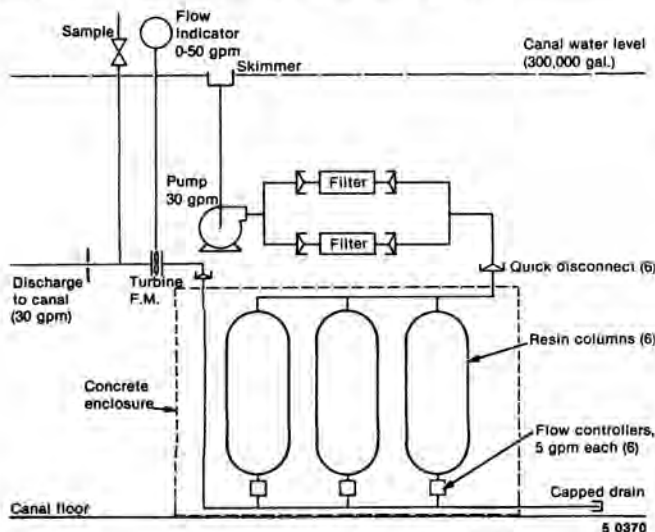 Sample
Flow
indicator
0-50 gpm
Canal water level
(300,000 gal.)
Skimmer
Pump
30 gpm
Filter
Filter
Discharge
to canal
(30 gpm)
Turbine
F.M.
Quick disconnect (6)
Resin columns (6)
Concrete
enclosure
Flow controllers,
5 gpm each (6)
Capped drain
Canal floor
5 0370